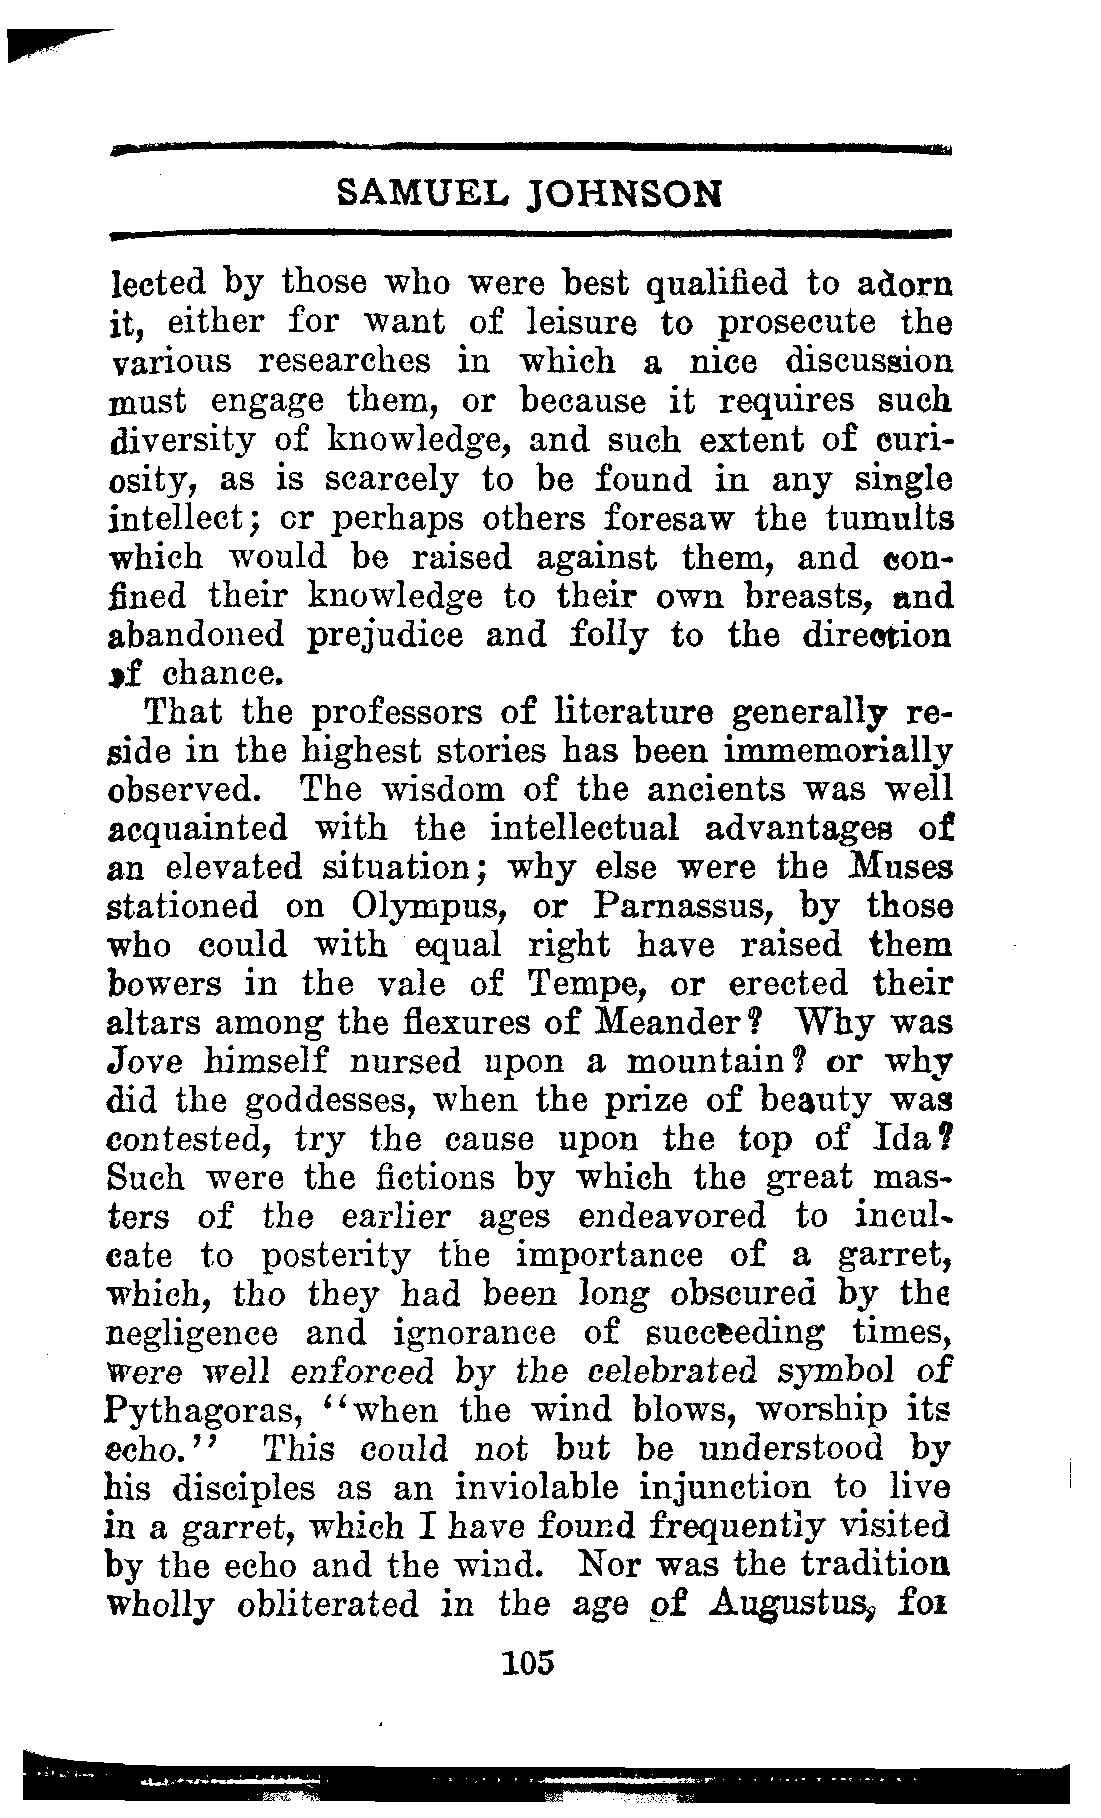 SAMUEL JOHNSON
lected by those who were best qualified to adorn
it, either for want of leisure to prosecute the
various researches in which a nice discussion
must engage them, or because it requires such
diversity of knowledge, and such extent of curi-
osity, as is scarcely to be found in any single
intellect; or perhaps others foresaw the tumults
which would be raised against them, and con-
fined their knowledge to their own breasts, and
abandoned prejudice and folly to the direction
of chance.
That the professors of literature generally re-
side in the highest stories has been immemorially
observed. The wisdom of the ancients was well
acquainted with the intellectual advantages of
an elevated situation; why else were the Muses
stationed on Olympus, or Parnassus, by those
who could with equal right have raised them
bowers in the vale of Tempe, or erected their
altars among the flexures of Meander? Why was
Jove himself nursed upon a mountain? or why
did the goddesses, when the prize of beauty was
contested, try the cause upon the top of Ida?
Such were the fictions by which the great mas-
ters of the earlier ages endeavored to incul-
cate to posterity the importance of a garret,
which, tho they had been long obscured by the
negligence and ignorance of succeeding times,
were well enforced by the celebrated symbol of
Pythagoras, "when the wind blows, worship its
echo." This could not but be understood by
his disciples as an inviolable injunction to live
in a garret, which I have found frequently visited
by the echo and the wind. Nor was the tradition
wholly obliterated in the age of Augustus, for
105